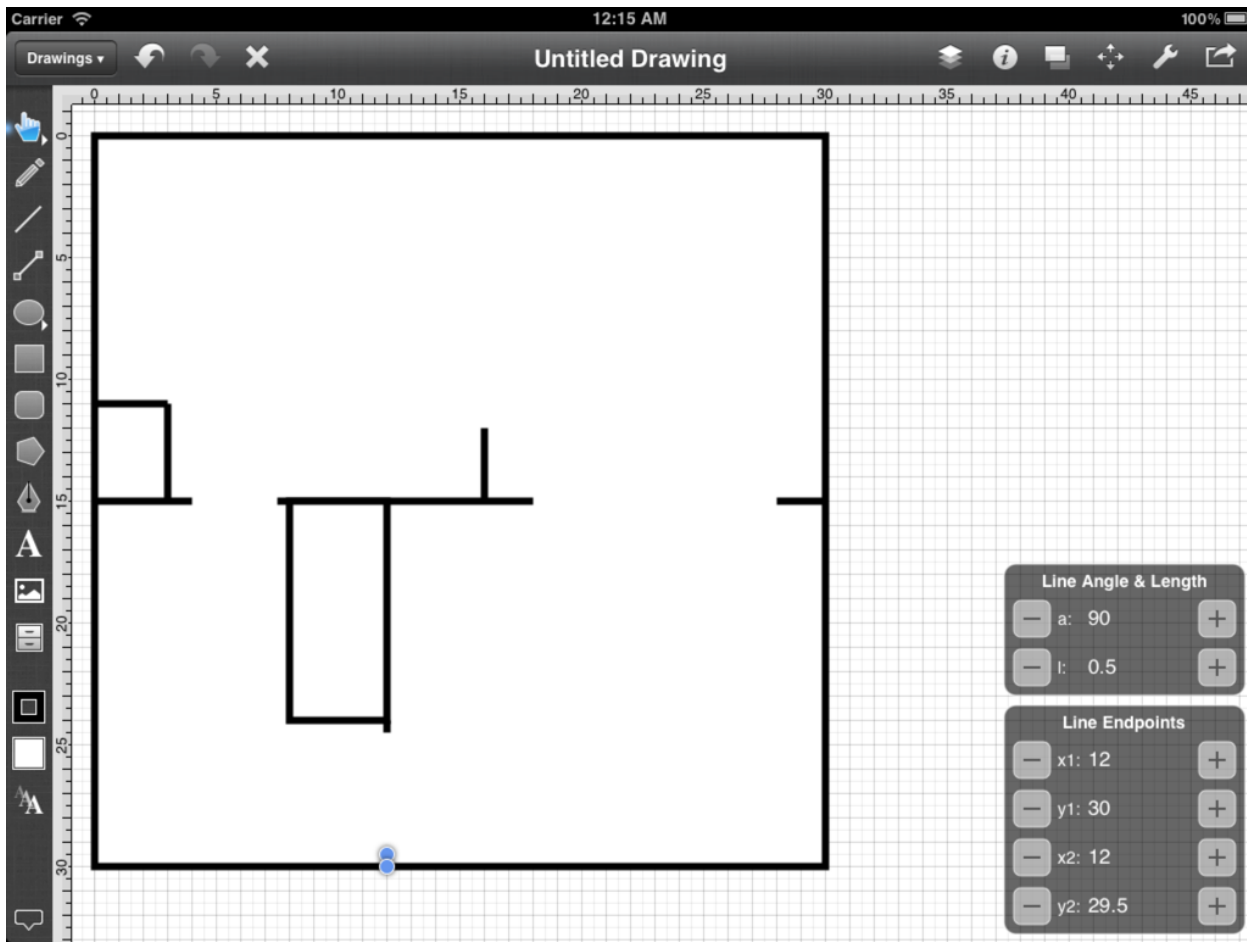 Carrier 12:15 AM 100%
Drawings ▾ Untitled Drawing
0 5 10 15 20 25 30 35 40 45
0
5
10
15
20
25
30
A
AAA
Line Angle & Length
a: 90
l: 0.5
Line Endpoints
x1: 12
y1: 30
x2: 12
y2: 29.5